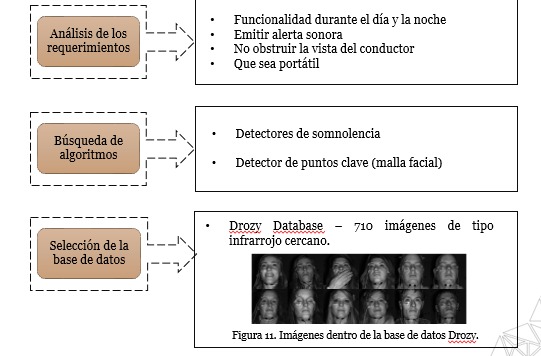 Análisis de los
requerimientos
• Funcionalidad durante el día y la noche
• Emitir alerta sonora
• No obstruir la vista del conductor
• Que sea portátil
Búsqueda de
algoritmos
• Detectores de somnolencia
• Detector de puntos clave (malla facial)
Selección de la
base de datos
• Drozy Database – 710 imágenes de tipo
infrarrojo cercano.
Figura 11. Imágenes dentro de la base de datos Drozy.